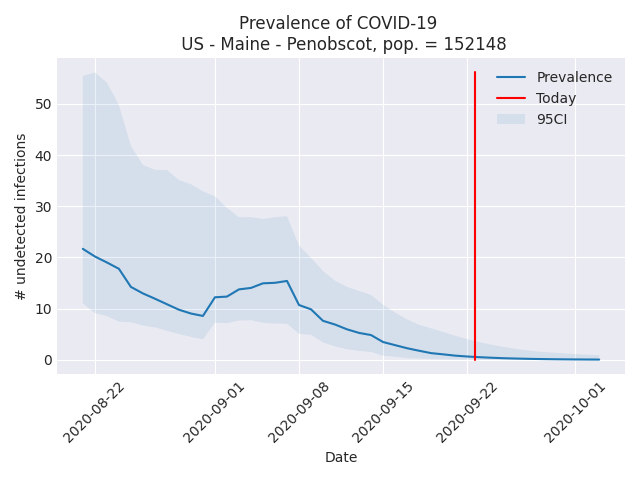 Prevalence of COVID-19
US - Maine - Penobscot, pop. = 152148
Prevalence
Today
95CI
# undetected infections
50
40
30
20
10
0
2020-08-22
2020-09-01
2020-09-08
2020-09-15
2020-09-22
2020-10-01
Date